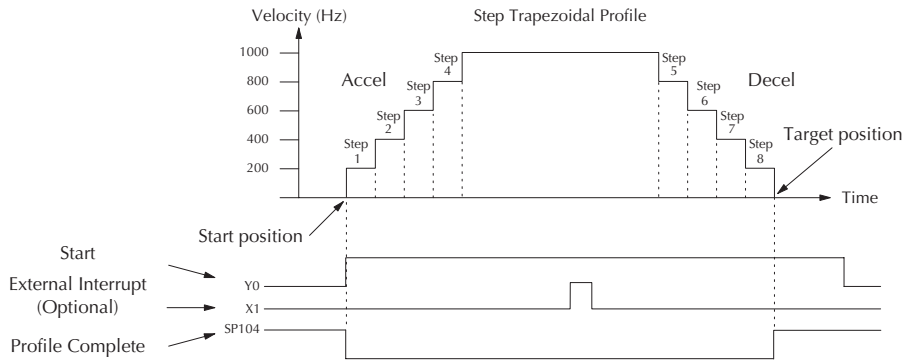 Velocity (Hz)
Step Trapezoidal Profile
1000
800
600
400
200
Accel
Decel
Step
1
Step
2
Step
3
Step
4
Step
5
Step
6
Step
7
Step
8
Target position
Time
Start position
Start
Y0
External Interrupt
(Optional)
X1
SP104
Profile Complete